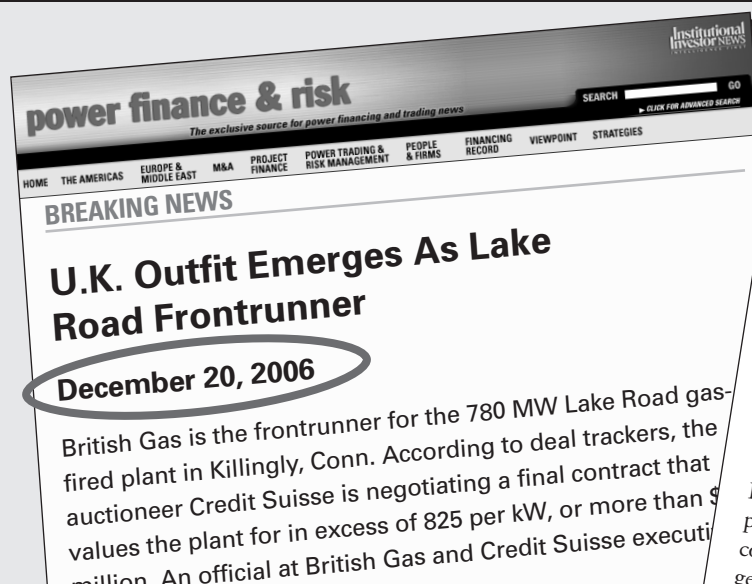 Institutional
Investor NEWS
INTELLIGENCE FIRST
power finance & risk
The exclusive source for power financing and trading news
SEARCH GO
CLICK FOR ADVANCED SEARCH
HOME THE AMERICAS EUROPE & MIDDLE EAST M&A PROJECT FINANCE POWER TRADING & RISK MANAGEMENT PEOPLE & FIRMS FINANCING RECORD VIEWPOINT STRATEGIES
BREAKING NEWS
U.K. Outfit Emerges As Lake
Road Frontrunner
December 20, 2006
British Gas is the frontrunner for the 780 MW Lake Road gas-
fired plant in Killingly, Conn. According to deal trackers, the
auctioneer Credit Suisse is negotiating a final contract that
values the plant for in excess of 825 per kW, or more than $
million. An official at British Gas and Credit Suisse executi
p
co